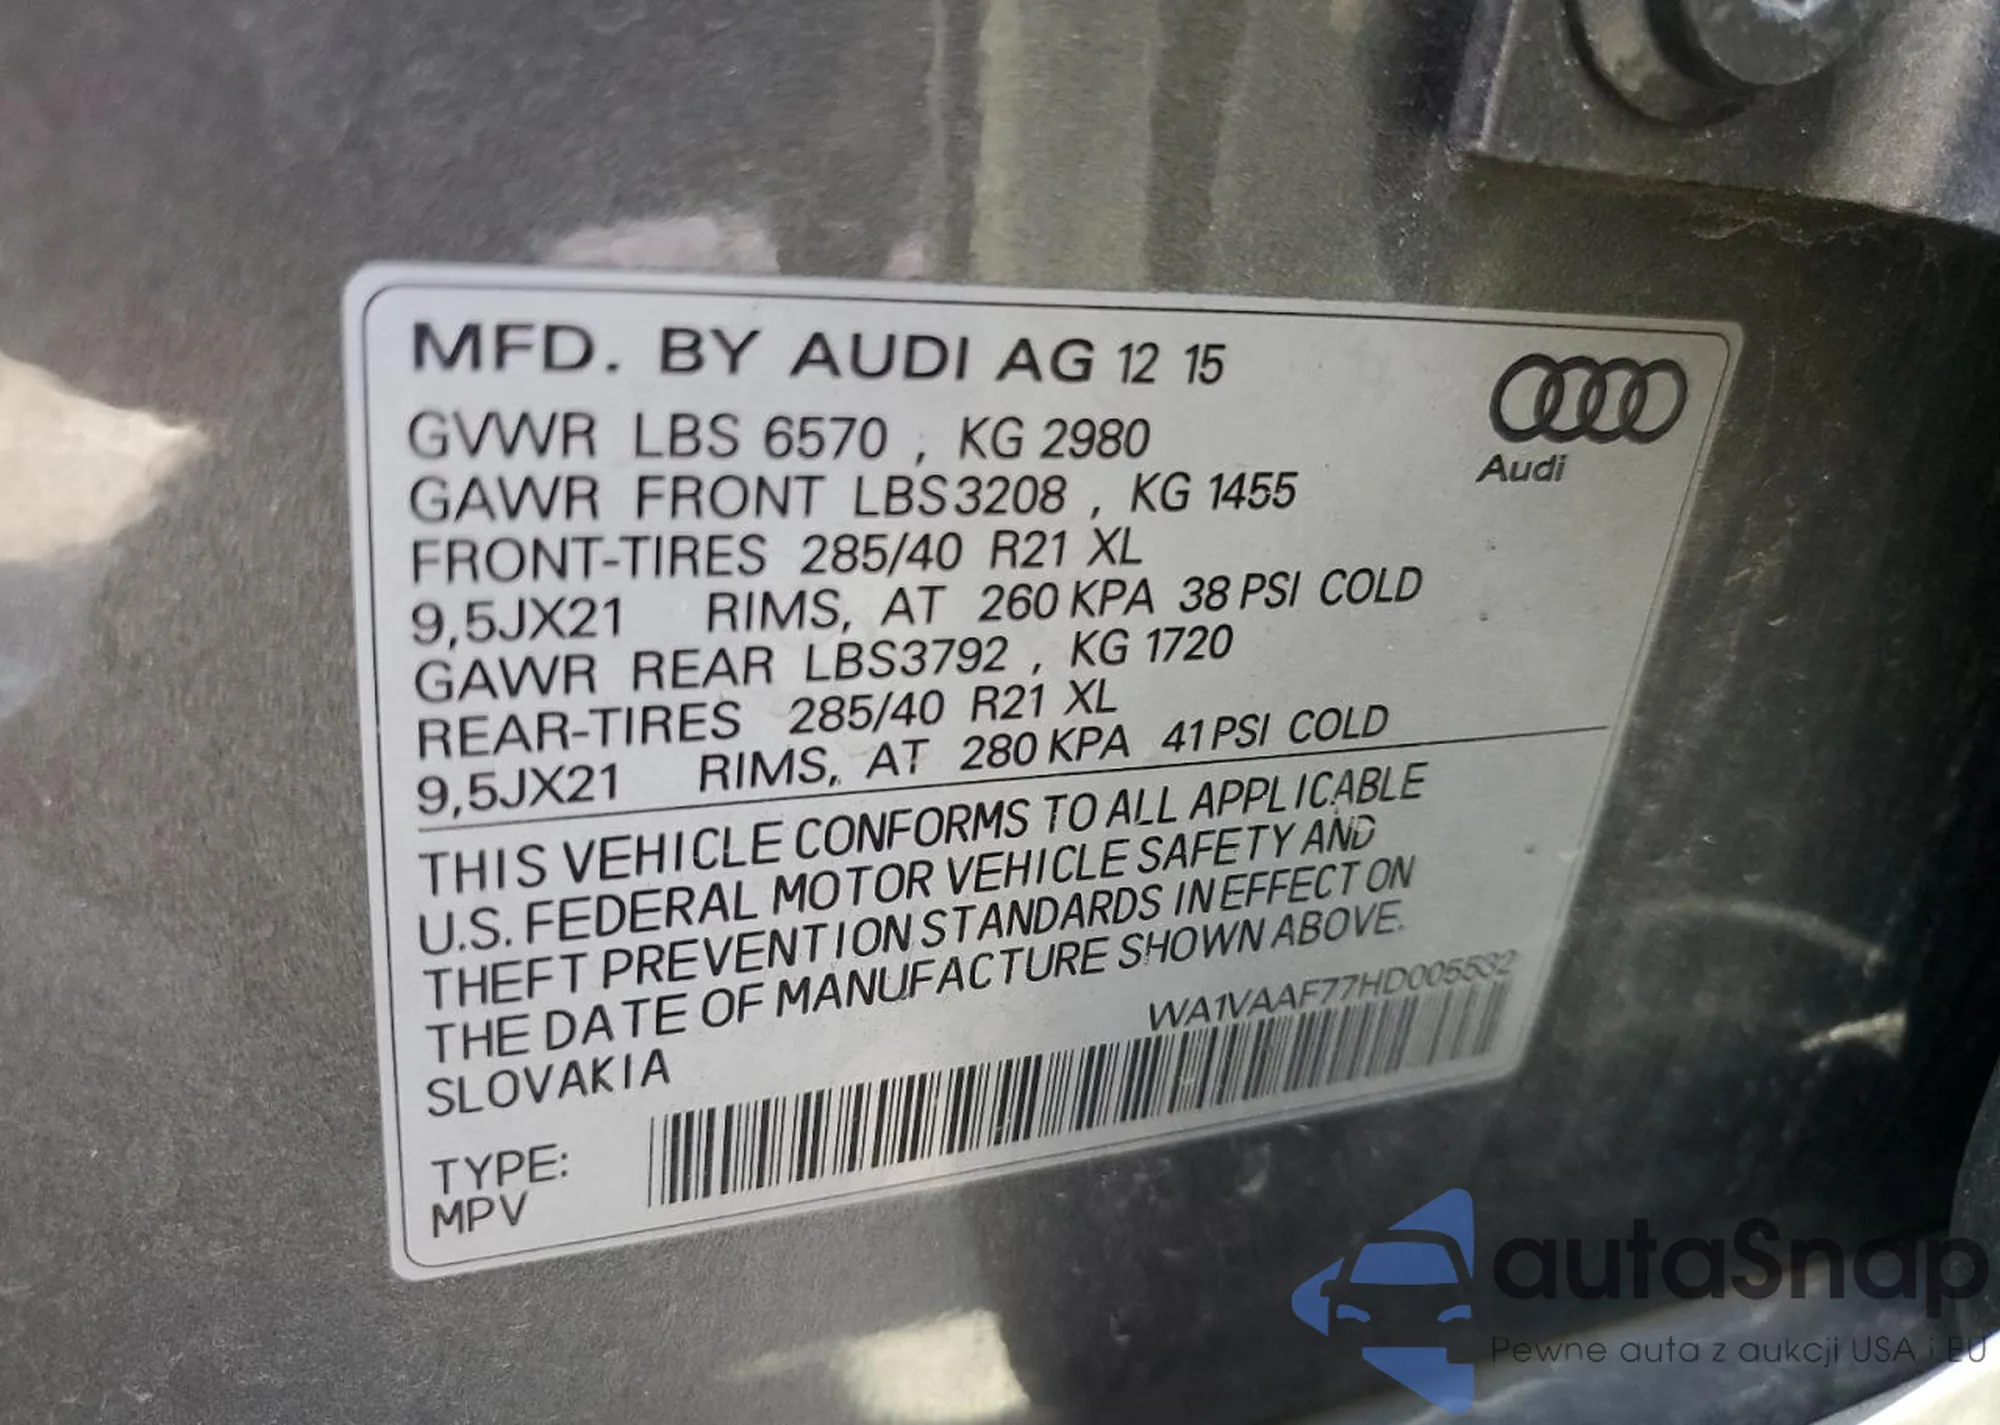 MFD. BY AUDI AG 12 15
GVWR LBS 6570 , KG 2980
GAWR FRONT LBS3208 , KG 1455
FRONT-TIRES 285/40 R21 XL
9,5JX21 RIMS, AT 260 KPA 38 PSI COLD
GAWR REAR LBS3792 , KG 1720
REAR-TIRES 285/40 R21 XL
9,5JX21 RIMS, AT 280 KPA 41 PSI COLD
Audi
THIS VEHICLE CONFORMS TO ALL APPLICABLE
U.S. FEDERAL MOTOR VEHICLE SAFETY AND
THEFT PREVENTION STANDARDS IN EFFECT ON
THE DATE OF MANUFACTURE SHOWN ABOVE.
SLOVAKIA
WA1VAAF77HD005532
TYPE:
MPV
autaSnap
Pewne auta z aukcji USA i EU